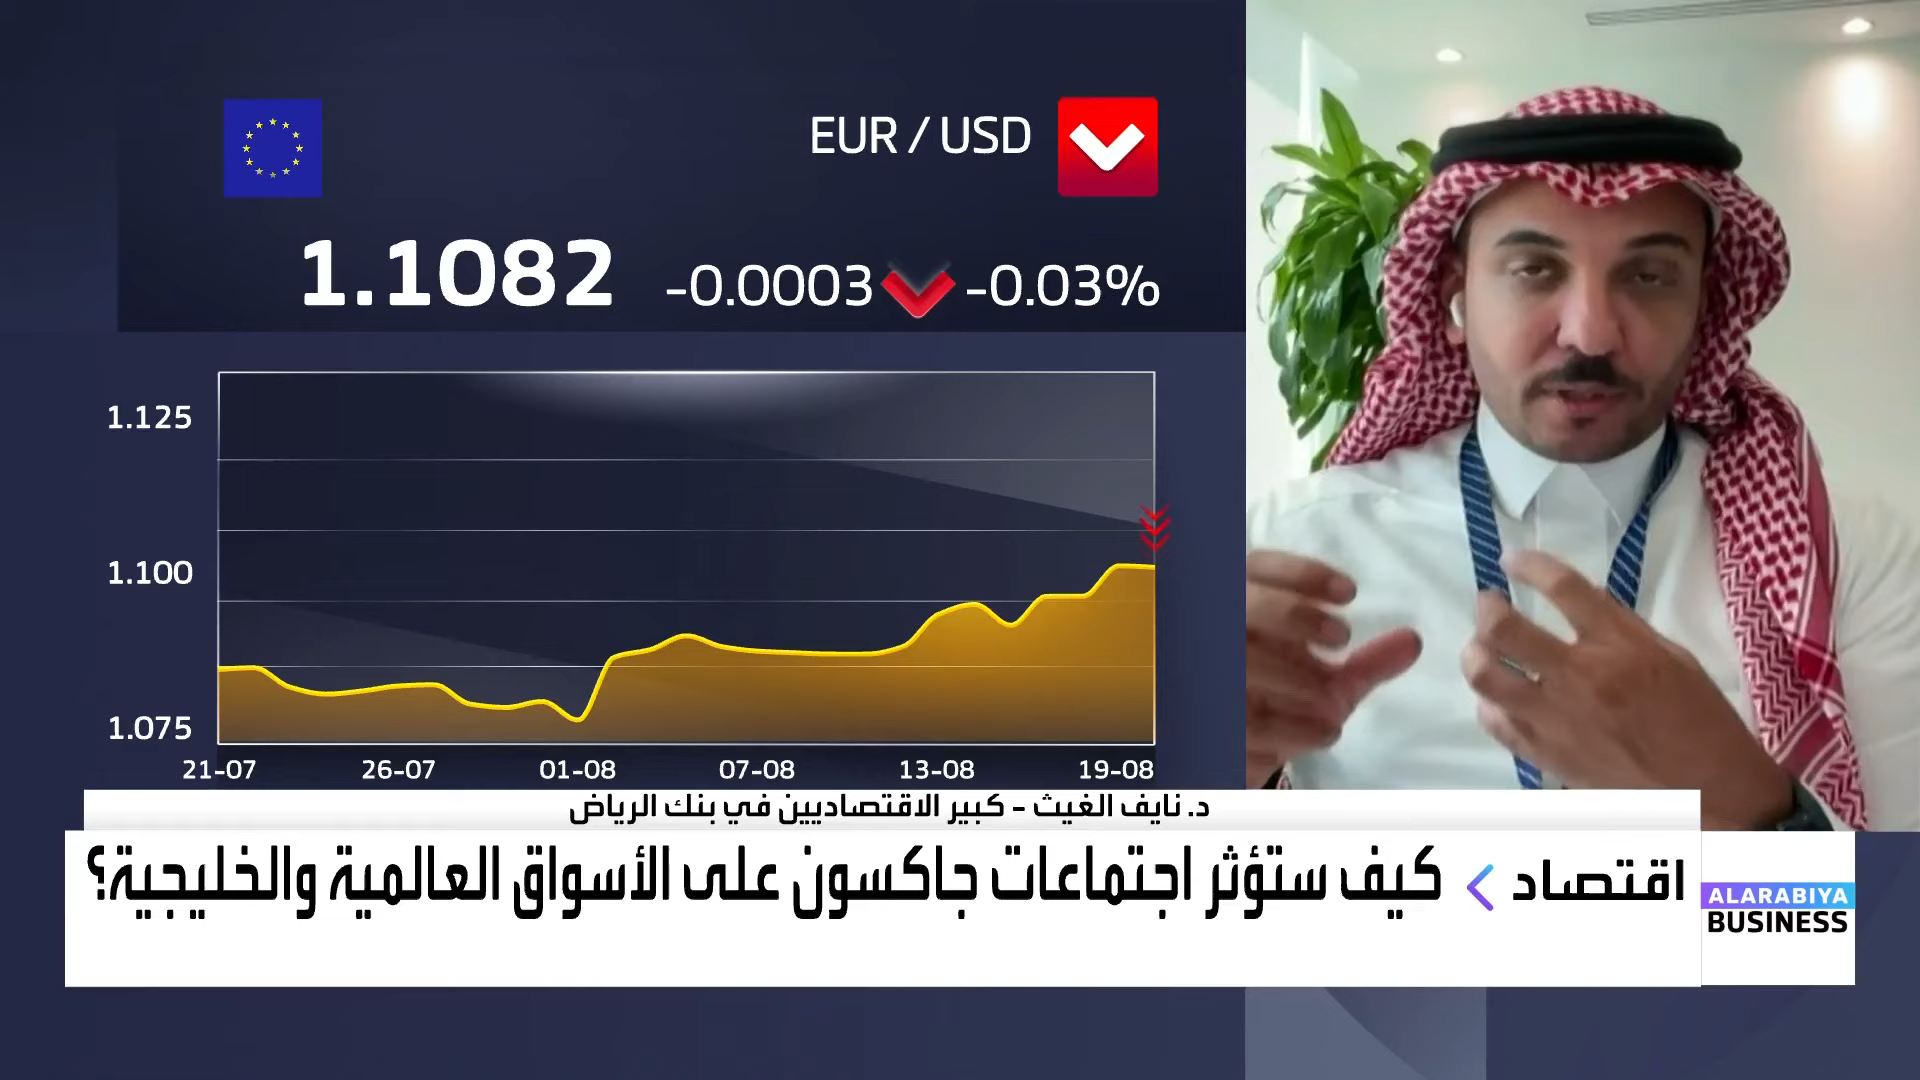 EUR / USD
1.1082 -0.0003 -0.03%
1.125
1.100
1.075
21-07 26-07 01-08 07-08 13-08 19-08
د. نايف الغيث - كبير الاقتصاديين في بنك الرياض
اقتصاد > كيف ستؤثر اجتماعات جاكسون على الأسواق العالمية والخليجية؟
ALARABIYA
BUSINESS